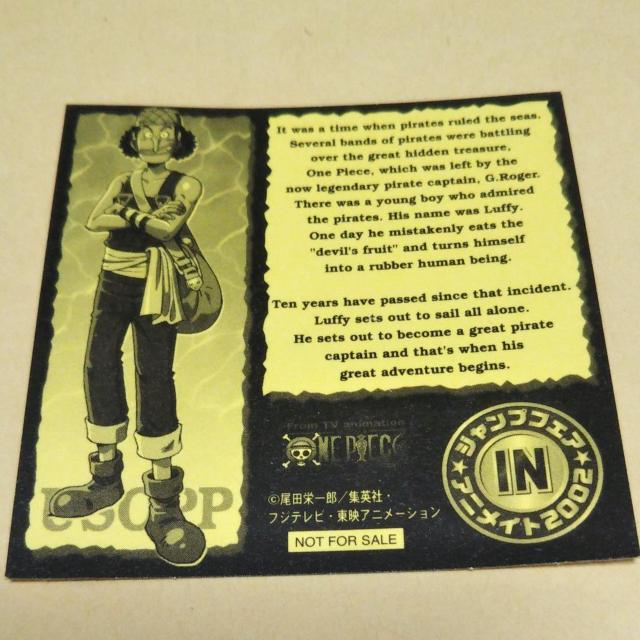 It was a time when pirates ruled the seas.
Several bands of pirates were battling
over the great hidden treasure,
One Piece, which was left by the
now legendary pirate captain, G.Roger.
There was a young boy who admired
the pirates. His name was Luffy.
One day he mistakenly eats the
"devil's fruit" and turns himself
into a rubber human being.
Ten years have passed since that incident.
Luffy sets out to sail all alone.
He sets out to become a great pirate
captain and that's when his
great adventure begins.
USOPP
From TV animation
ONE PIECE
©尾田栄一郎／集英社・
フジテレビ・東映アニメーション
NOT FOR SALE
ジャンプフェア
IN
★アニメイト2002★